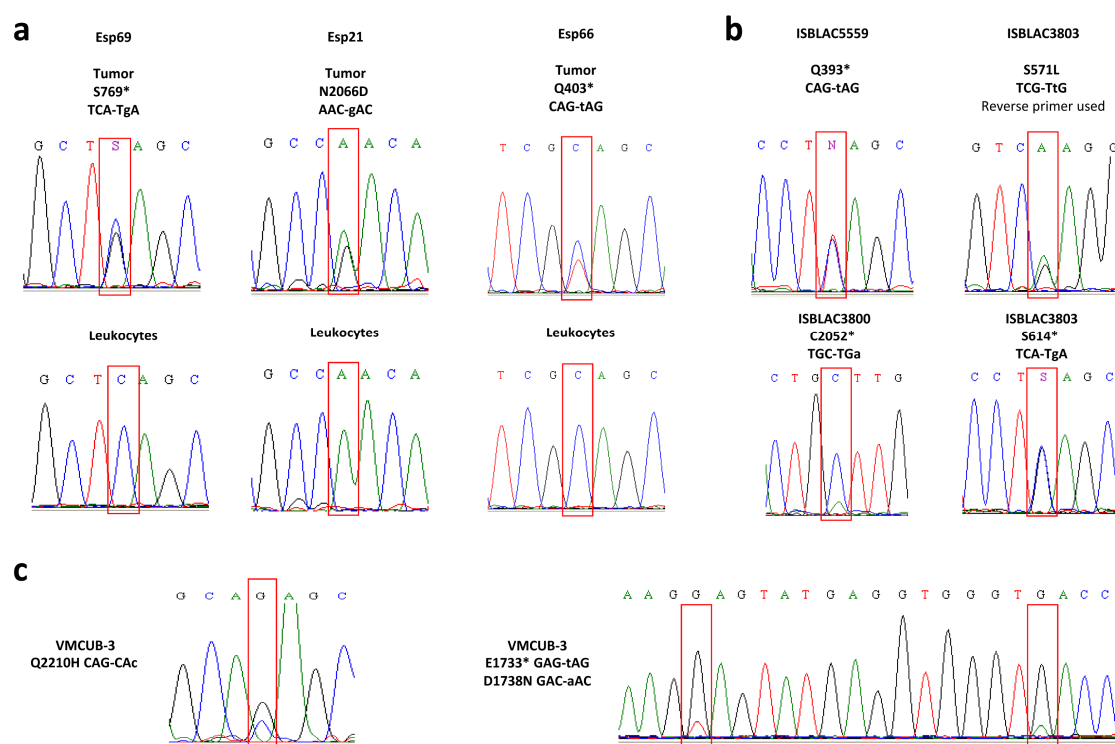 a
Esp69
Tumor
S769*
TCA-TgA
G C T S A G C
Leukocytes
G C T C A G C
Esp21
Tumor
N2066D
AAC-gAC
G C C A A C A
Leukocytes
G C C A A C A
Esp66
Tumor
Q403*
CAG-tAG
T C G C A G C
Leukocytes
T C G C A G C
b
ISBLAC5559
Q393*
CAG-tAG
C C T N A G C
ISBLAC3803
S571L
TCG-TtG
Reverse primer used
G T C A A G G
ISBLAC3800
C2052*
TGC-TGa
C T G C T T G
ISBLAC3803
S614*
TCA-TgA
C C T S A G C
c
VMCUB-3
Q2210H CAG-CAc
G C A G A G C
VMCUB-3
E1733* GAG-tAG
D1738N GAC-aAC
A A G G A G T A T G A G G T G G G T G A C C